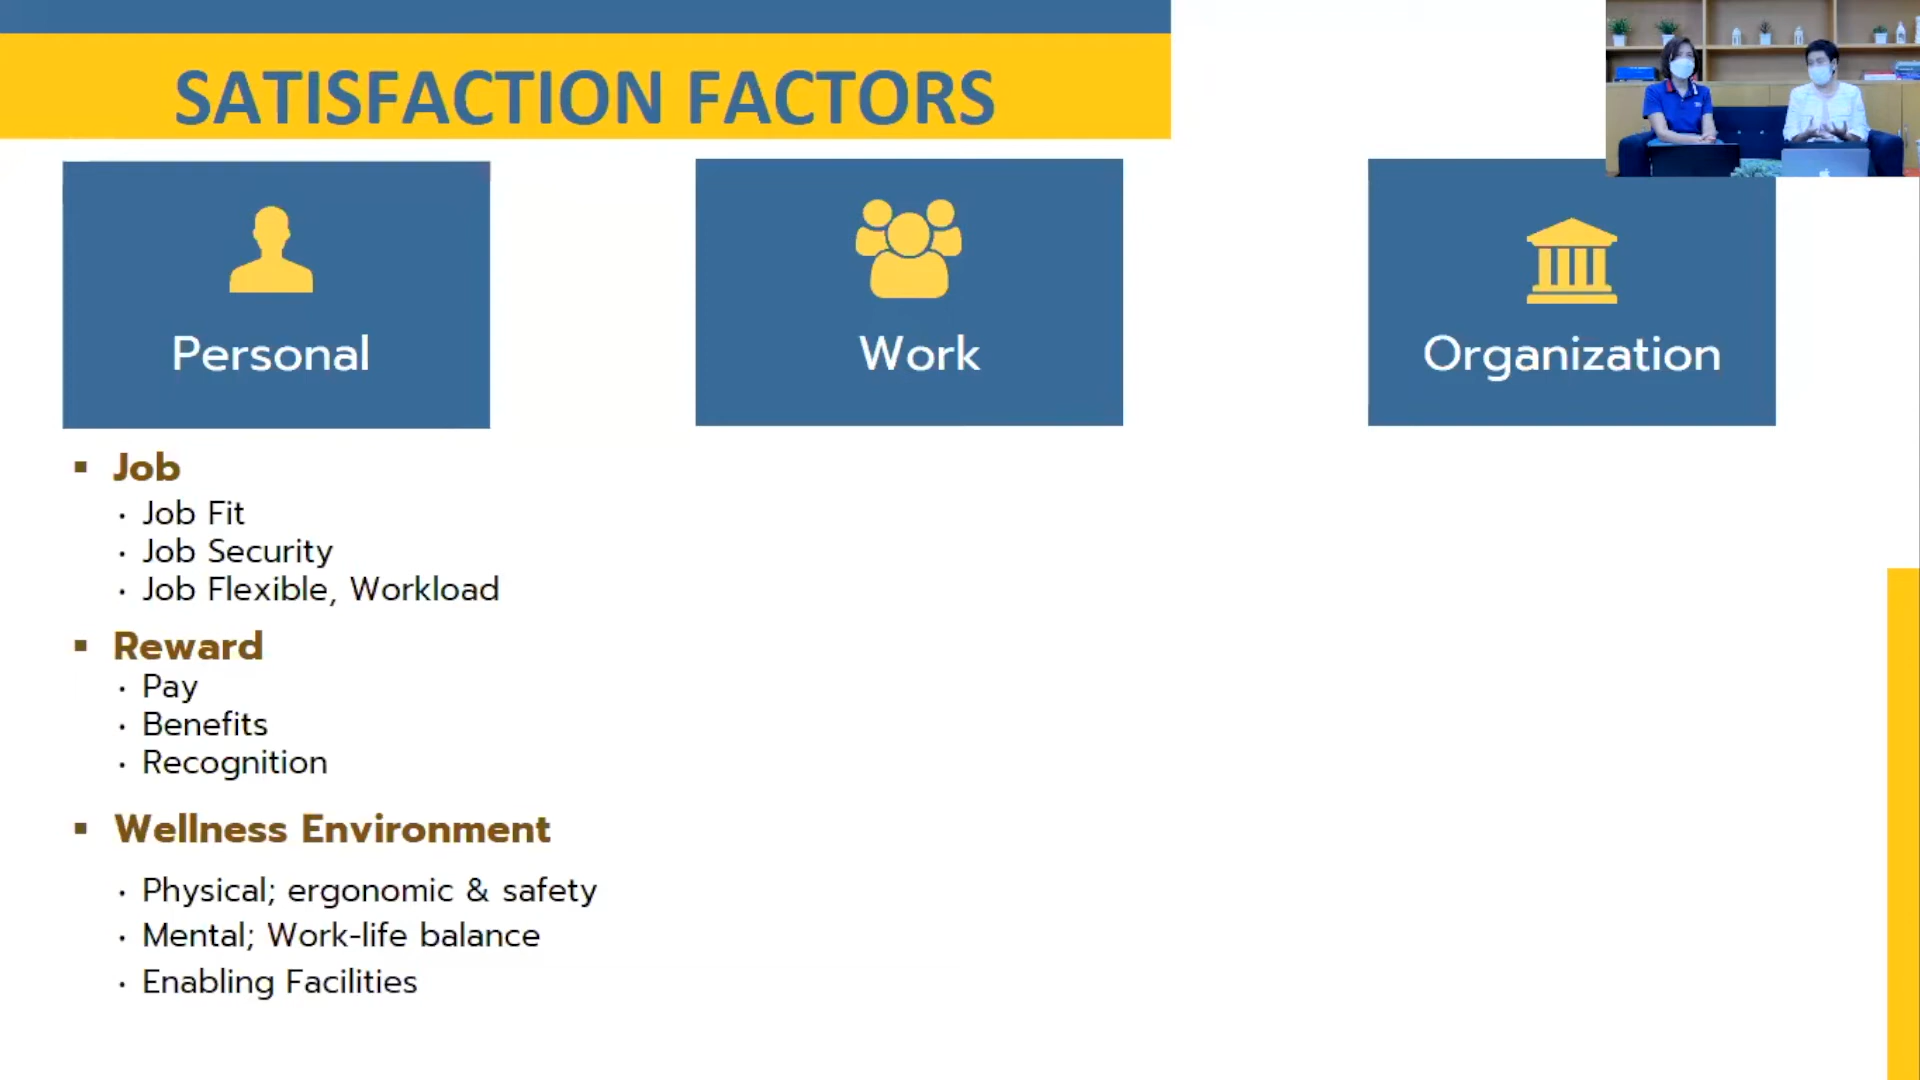 SATISFACTION FACTORS
Personal
Work
Organization
▪ Job
· Job Fit
· Job Security
· Job Flexible, Workload
▪ Reward
· Pay
· Benefits
· Recognition
▪ Wellness Environment
· Physical; ergonomic & safety
· Mental; Work-life balance
· Enabling Facilities